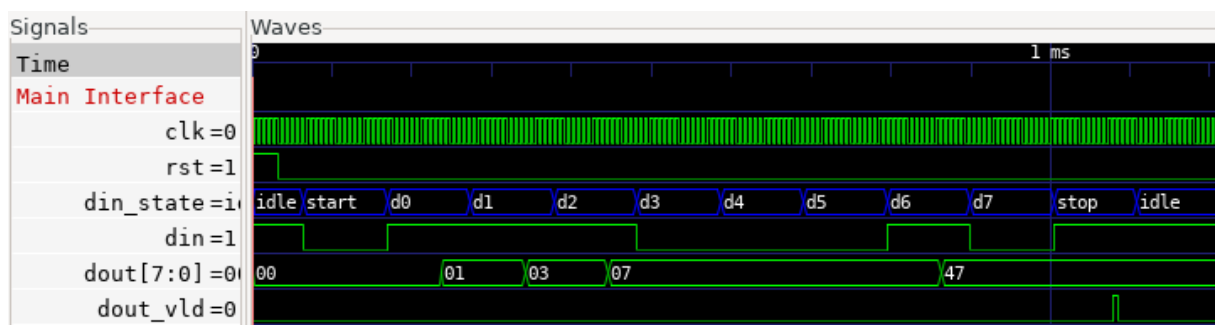 Signals Waves
Time 0 1 ms
Main Interface
clk =0
rst =1
din_state =i idle start d0 d1 d2 d3 d4 d5 d6 d7 stop idle
din =1
dout[7:0] =0 00 01 03 07 47
dout_vld =0